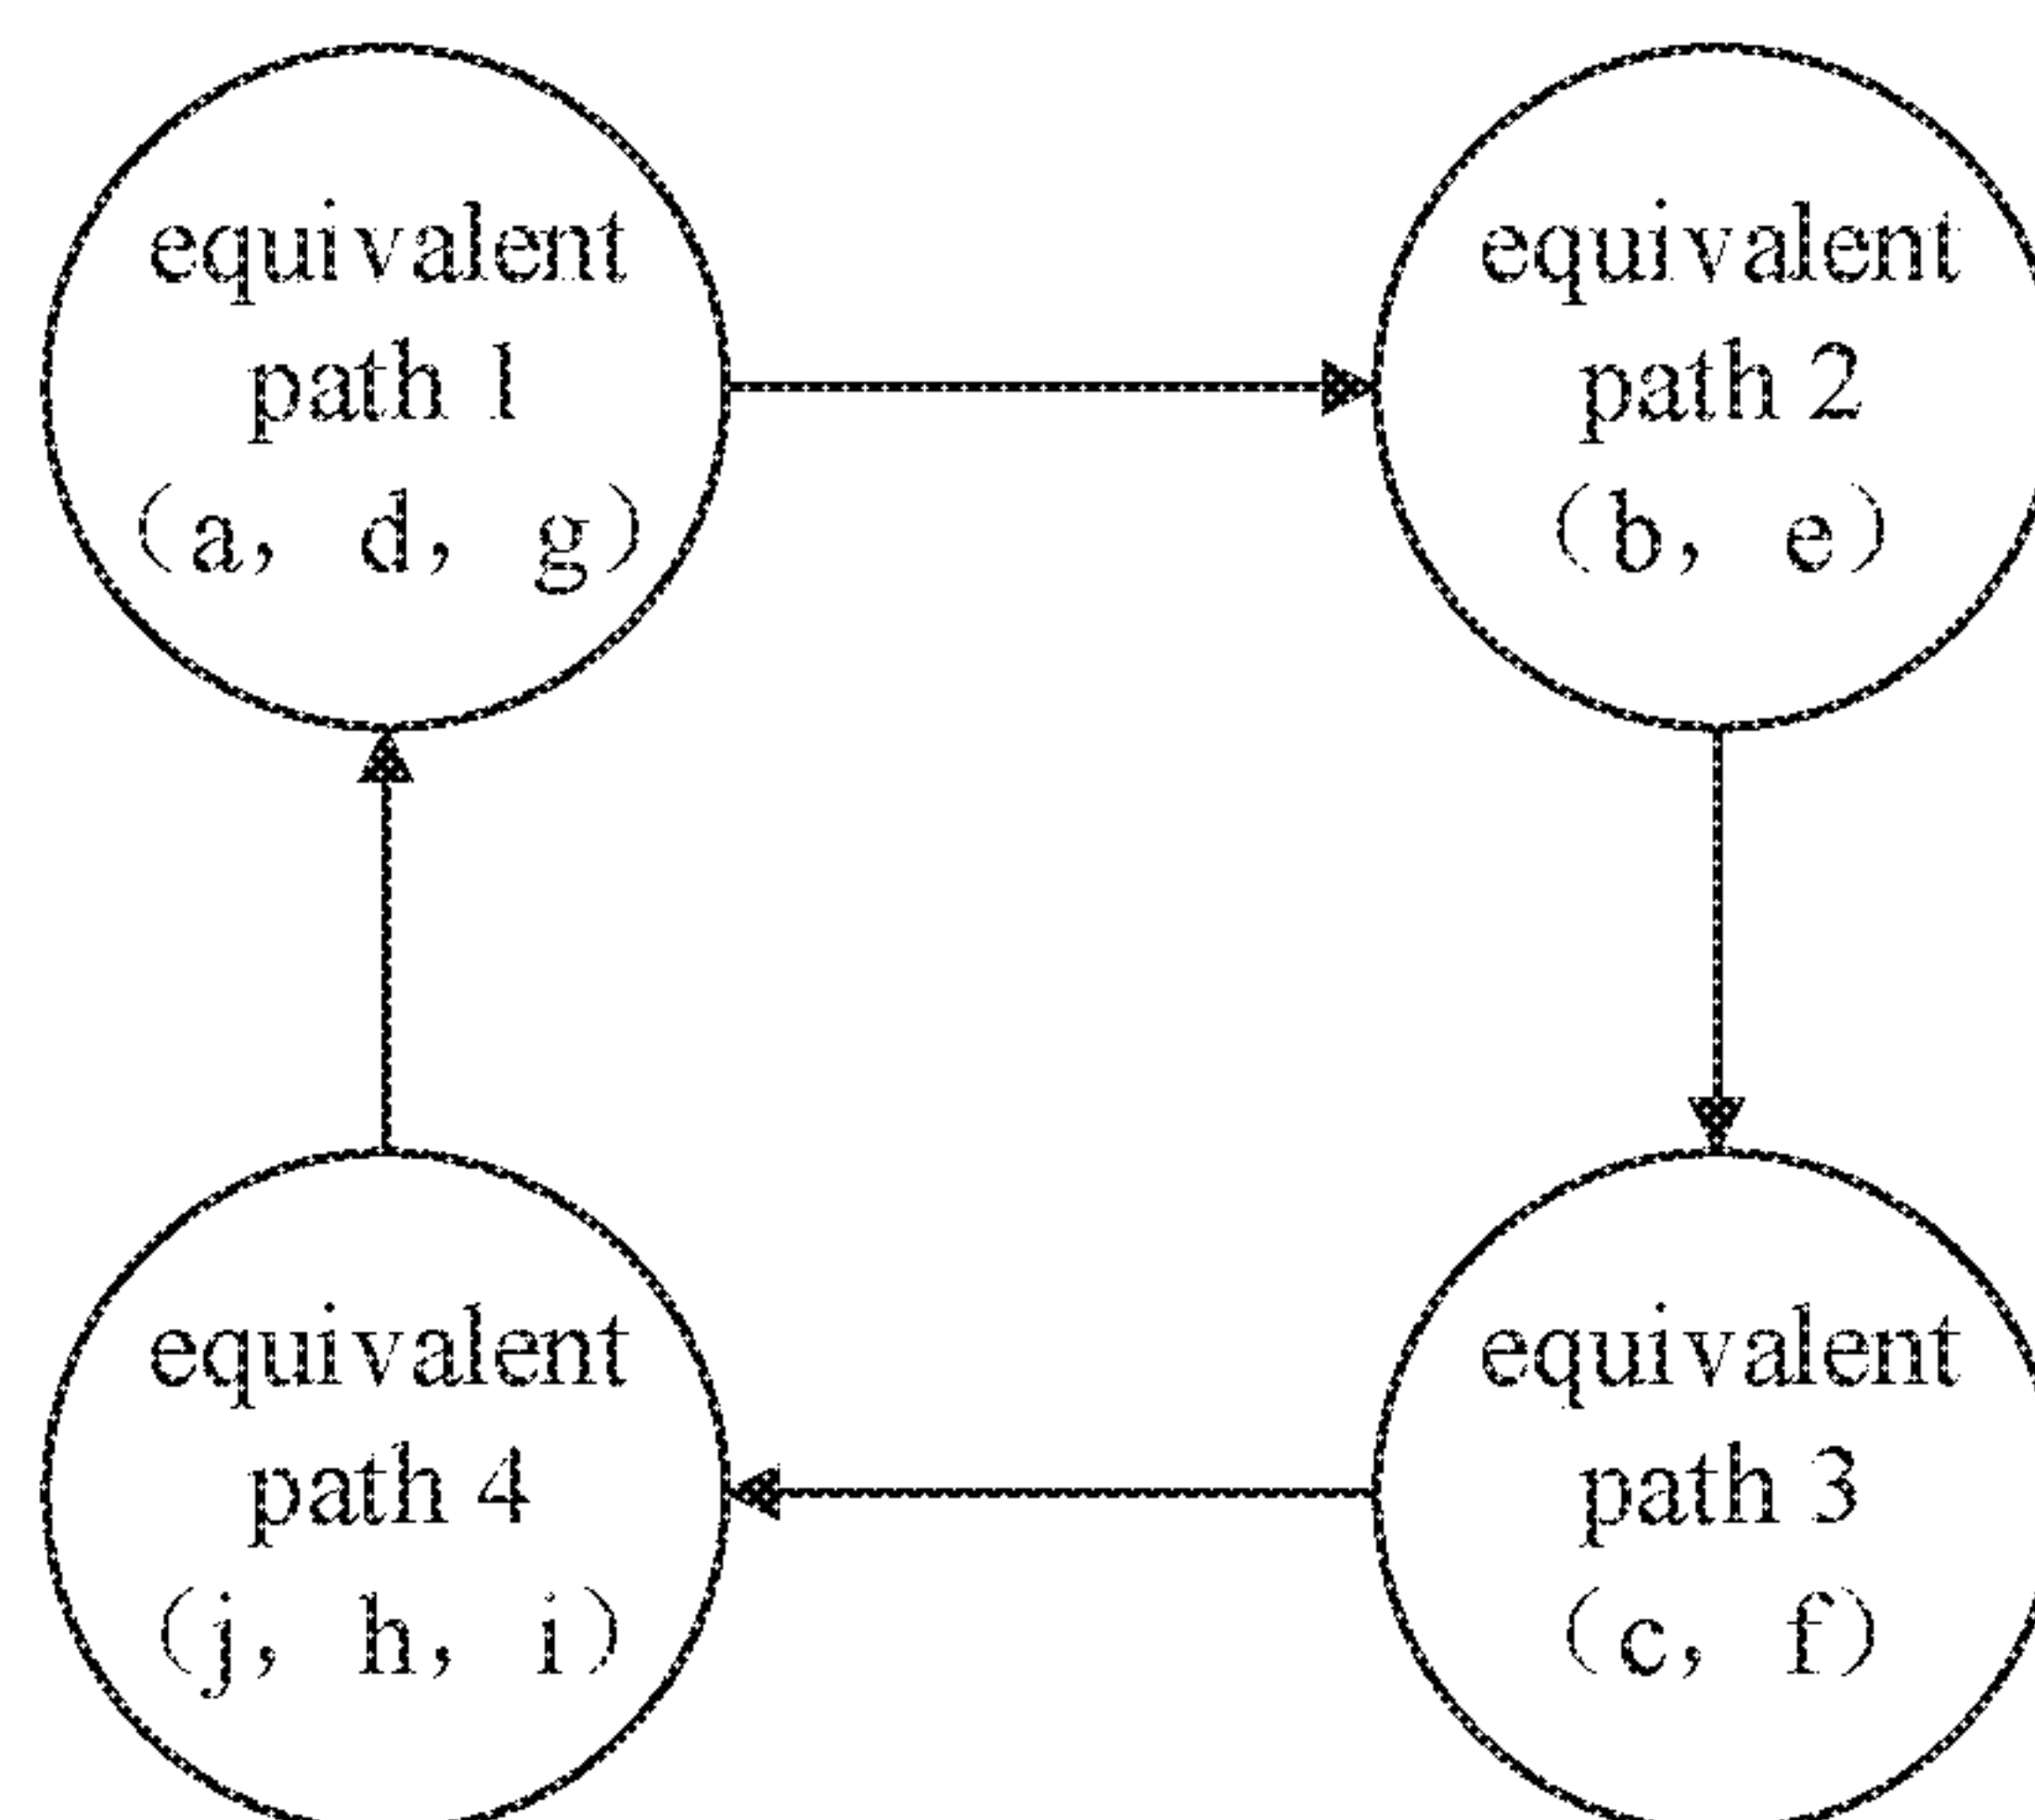 equivalent
path 1
(a, d, g)
equivalent
path 2
(b, e)
equivalent
path 4
(j, h, i)
equivalent
path 3
(c, f)